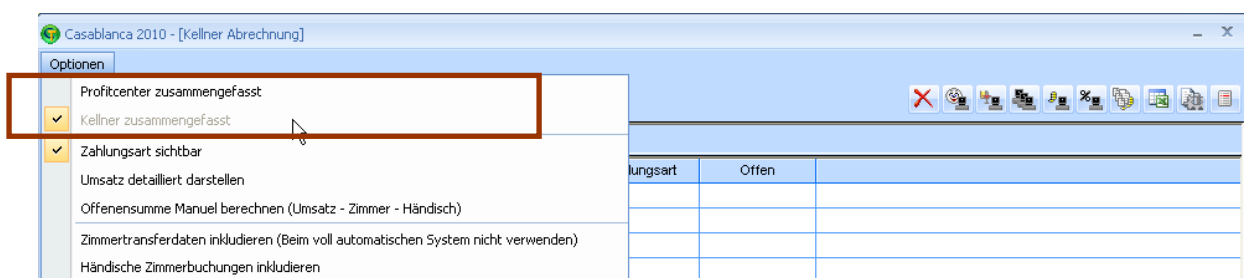 Casablanca 2010 - [Kellner Abrechnung]
Optionen
Profitcenter zusammengefasst
Kellner zusammengefasst
Zahlungsart sichtbar
lungsart Offen
Umsatz detailliert darstellen
Offenensumme Manuel berechnen (Umsatz - Zimmer - Händisch)
Zimmertransferdaten inkludieren (Beim voll automatischen System nicht verwenden)
Händische Zimmerbuchungen inkludieren